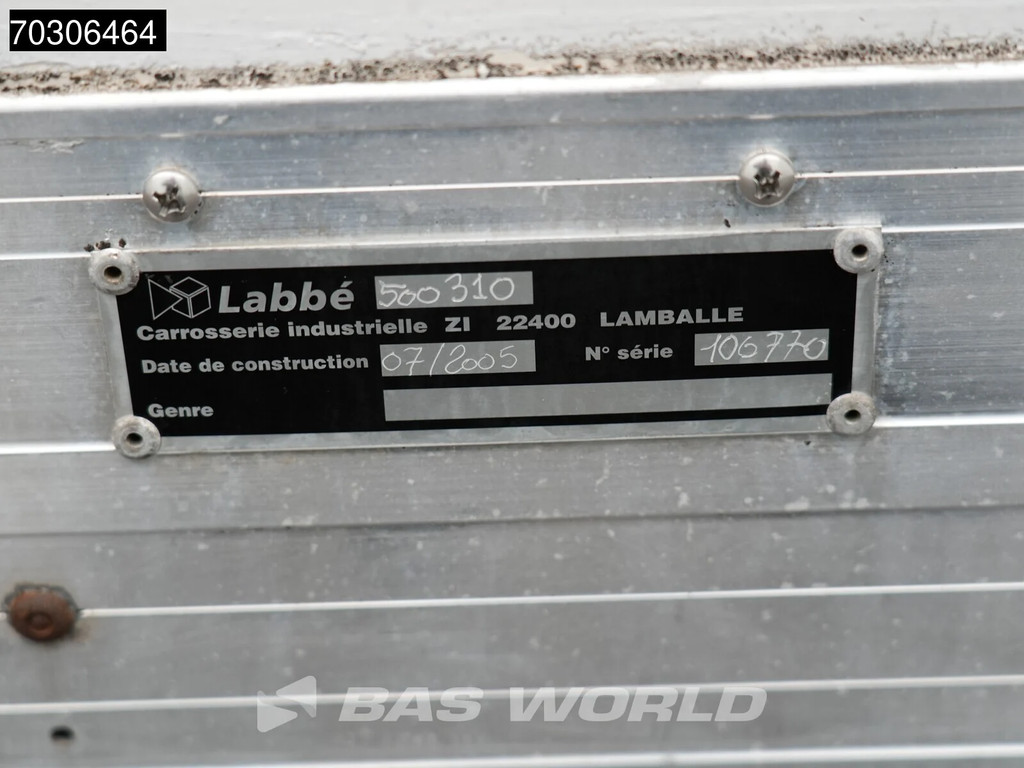 70306464
Labbé 500310
Carrosserie industrielle ZI 22400 LAMBALLE
Date de construction 07/2005 N° série 106770
Genre
BAS WORLD